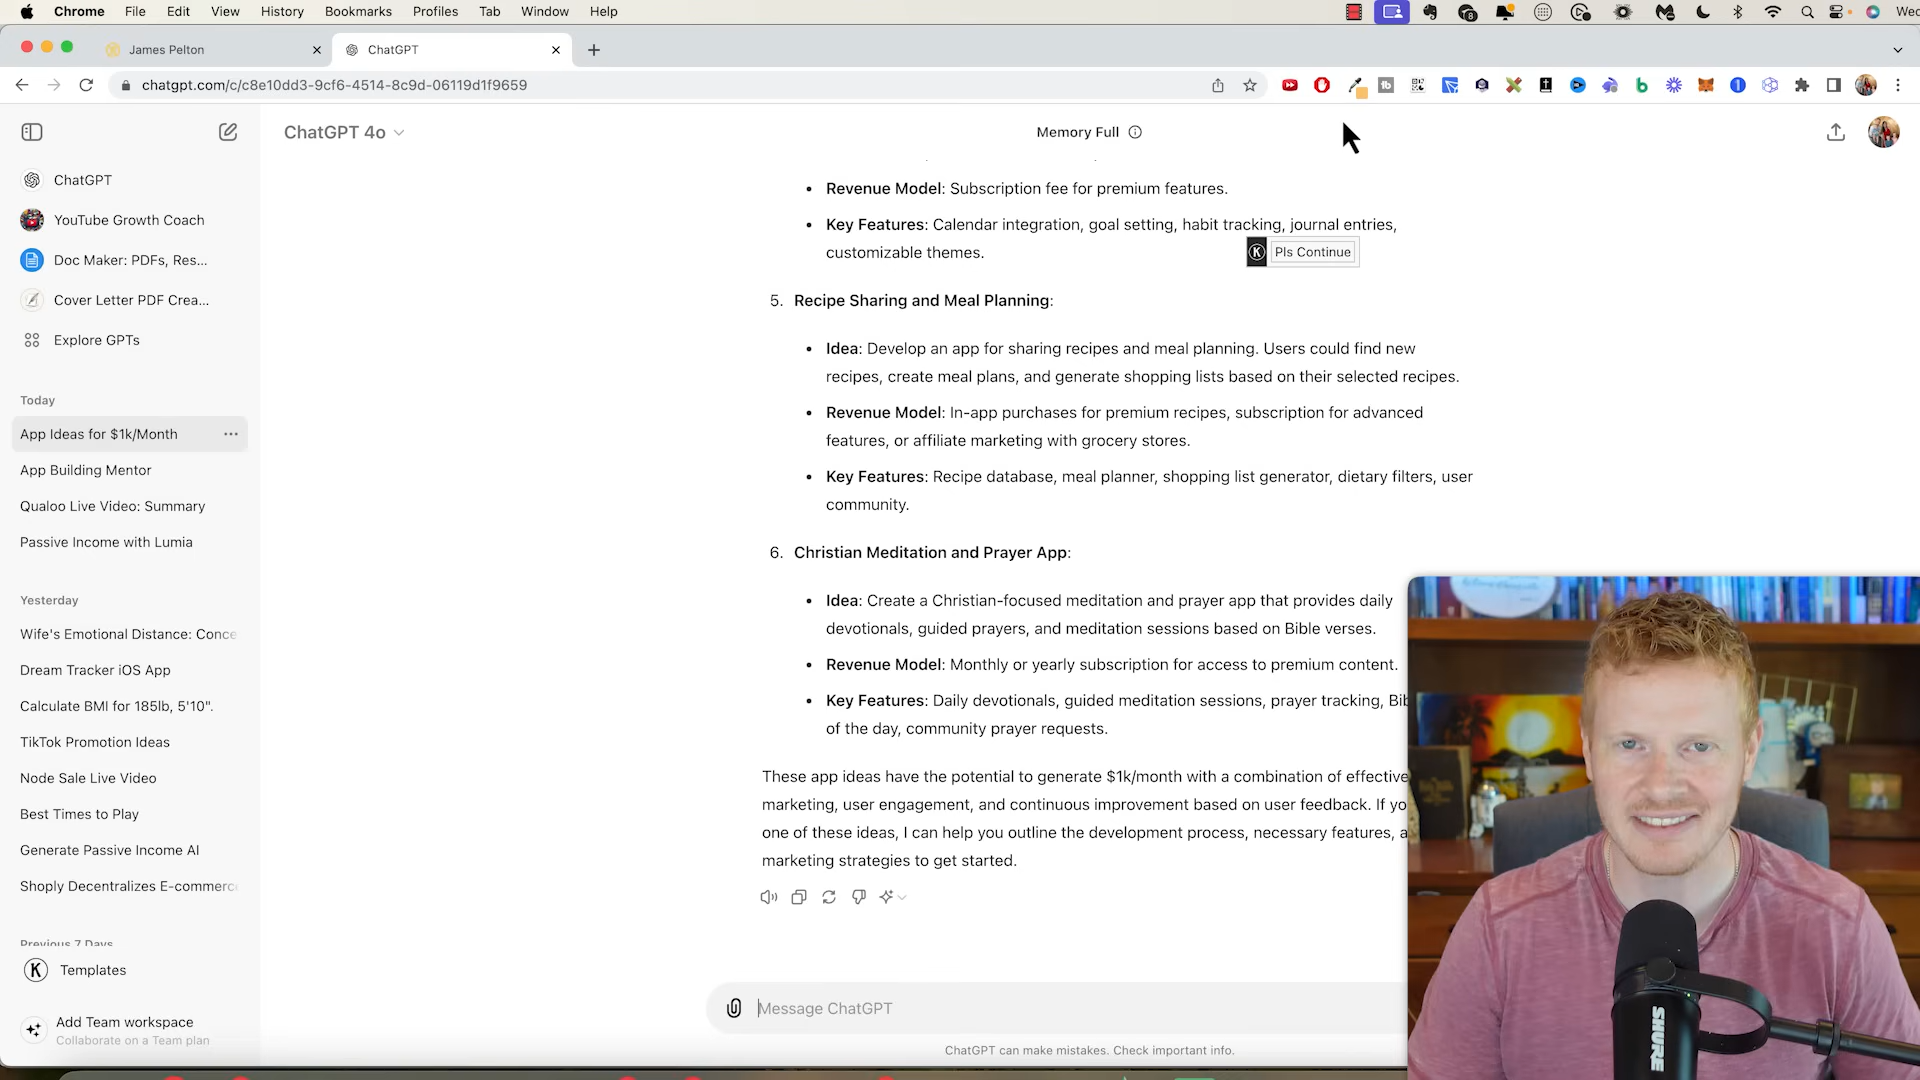 Chrome File Edit View History Bookmarks Profiles Tab Window Help
James Pelton
ChatGPT
chatgpt.com/c/c8e10dd3-9cf6-4514-8c9d-06119d1f9659
ChatGPT 4o
Memory Full
ChatGPT
YouTube Growth Coach
Doc Maker: PDFs, Res...
Cover Letter PDF Crea...
Explore GPTs
Today
App Ideas for $1k/Month
App Building Mentor
Qualoo Live Video: Summary
Passive Income with Lumia
Yesterday
Wife's Emotional Distance: Conce
Dream Tracker iOS App
Calculate BMI for 185lb, 5'10".
TikTok Promotion Ideas
Node Sale Live Video
Best Times to Play
Generate Passive Income AI
Shoply Decentralizes E-commerc
Previous 7 Days
K Templates
Add Team workspace
Collaborate on a Team plan
• Revenue Model: Subscription fee for premium features.
• Key Features: Calendar integration, goal setting, habit tracking, journal entries,
customizable themes.
K Pls Continue
5. Recipe Sharing and Meal Planning:
• Idea: Develop an app for sharing recipes and meal planning. Users could find new
recipes, create meal plans, and generate shopping lists based on their selected recipes.
• Revenue Model: In-app purchases for premium recipes, subscription for advanced
features, or affiliate marketing with grocery stores.
• Key Features: Recipe database, meal planner, shopping list generator, dietary filters, user
community.
6. Christian Meditation and Prayer App:
• Idea: Create a Christian-focused meditation and prayer app that provides daily
devotionals, guided prayers, and meditation sessions based on Bible verses.
• Revenue Model: Monthly or yearly subscription for access to premium content.
• Key Features: Daily devotionals, guided meditation sessions, prayer tracking, Bib
of the day, community prayer requests.
These app ideas have the potential to generate $1k/month with a combination of effective
marketing, user engagement, and continuous improvement based on user feedback. If yo
one of these ideas, I can help you outline the development process, necessary features, a
marketing strategies to get started.
Message ChatGPT
ChatGPT can make mistakes. Check important info.
SHURE